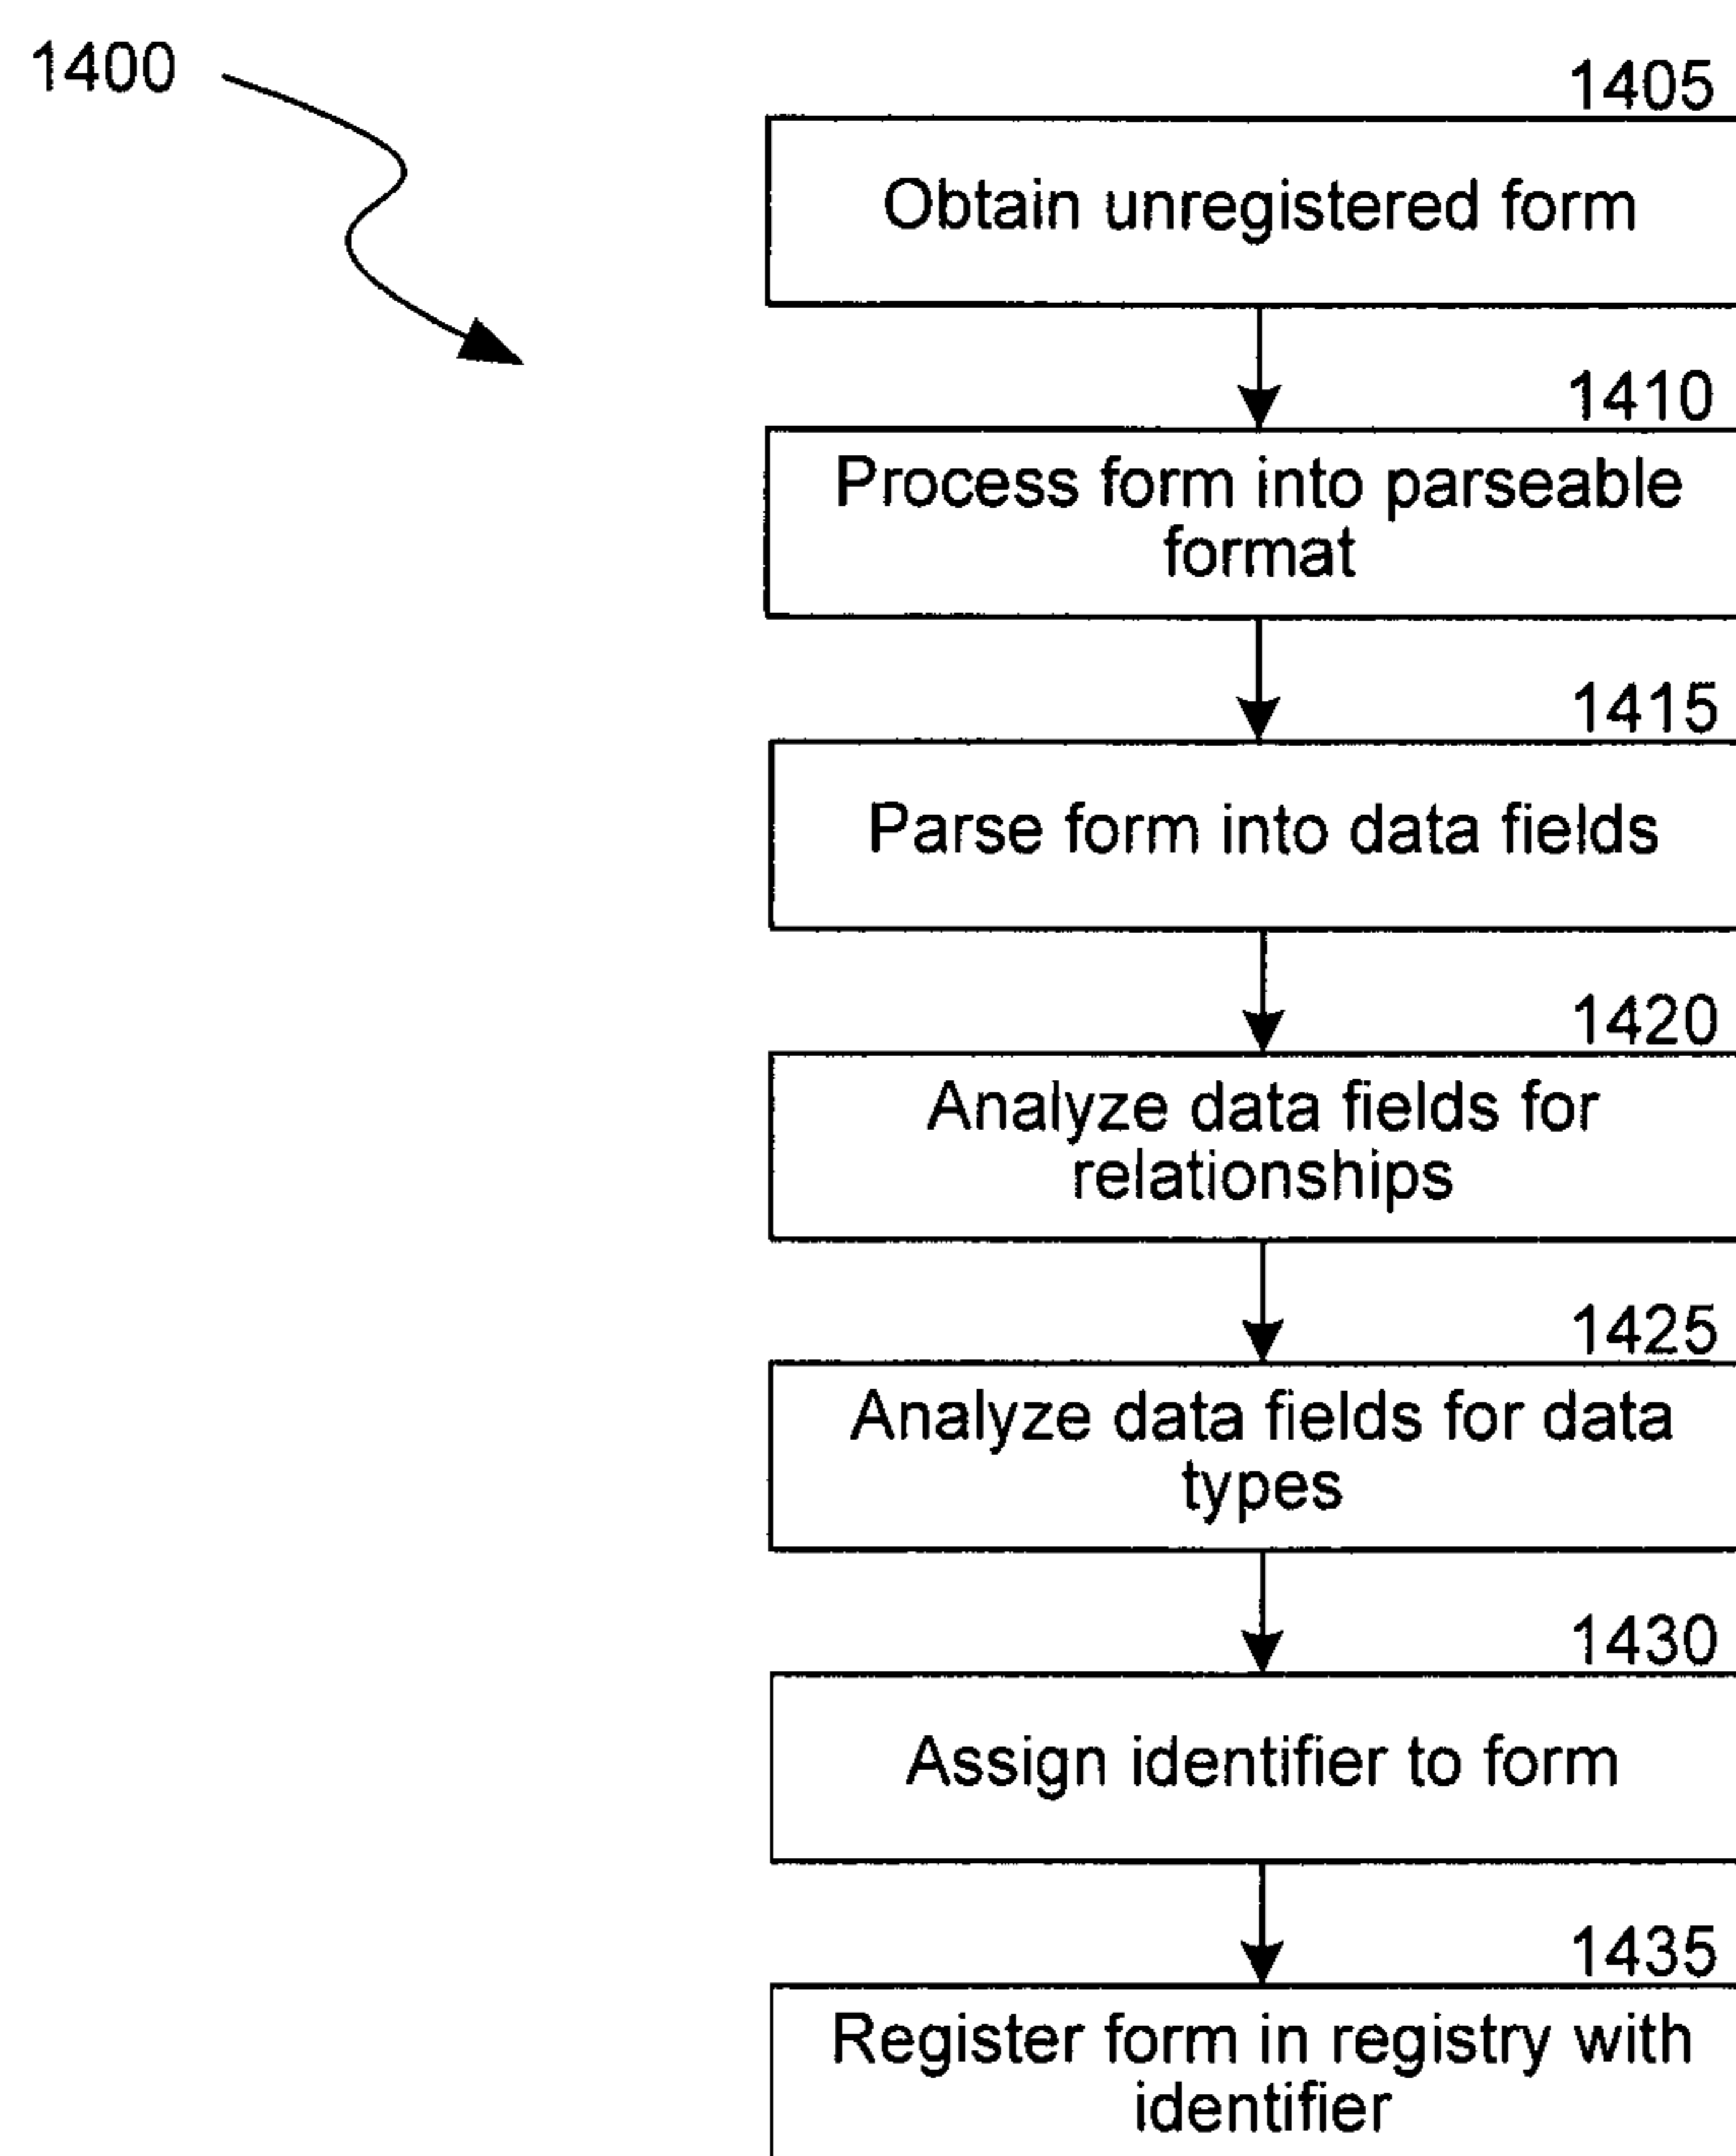 1400
1405
Obtain unregistered form
1410
Process form into parseable
format
1415
Parse form into data fields
1420
Analyze data fields for
relationships
1425
Analyze data fields for data
types
1430
Assign identifier to form
1435
Register form in registry with
identifier